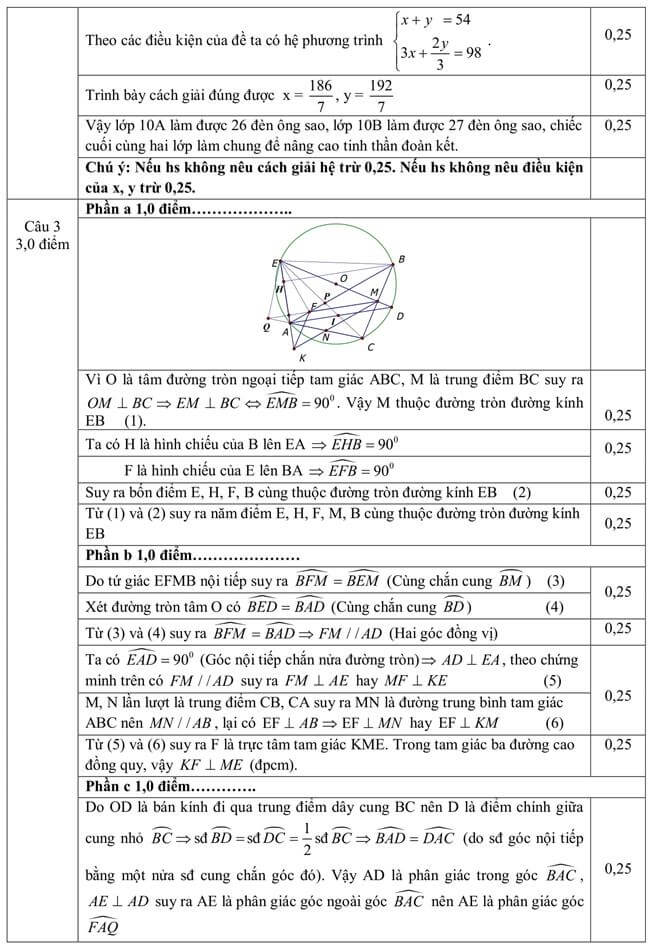 Theo các điều kiện của đề ta có hệ phương trình { x + y = 54 ; 3x + 2y/3 = 98 . 0,25
Trình bày cách giải đúng được x = 186/7 , y = 192/7 0,25
Vậy lớp 10A làm được 26 đèn ông sao, lớp 10B làm được 27 đèn ông sao, chiếc 0,25
cuối cùng hai lớp làm chung để nâng cao tinh thần đoàn kết.
Chú ý: Nếu hs không nêu cách giải hệ trừ 0,25. Nếu hs không nêu điều kiện
của x, y trừ 0,25.
Câu 3
3,0 điểm
Phần a 1,0 điểm………………..
E
B
H
O
P
M
F
D
Q
A
I
N
C
K
Vì O là tâm đường tròn ngoại tiếp tam giác ABC, M là trung điểm BC suy ra
OM ⊥ BC ⇒ EM ⊥ BC ⇔ EMB = 90⁰. Vậy M thuộc đường tròn đường kính
EB (1). 0,25
Ta có H là hình chiếu của B lên EA ⇒ EHB = 90⁰ 0,25
F là hình chiếu của E lên BA ⇒ EFB = 90⁰
Suy ra bốn điểm E, H, F, B cùng thuộc đường tròn đường kính EB (2) 0,25
Từ (1) và (2) suy ra năm điểm E, H, F, M, B cùng thuộc đường tròn đường kính
EB 0,25
Phần b 1,0 điểm…………………
Do tứ giác EFMB nội tiếp suy ra BFM = BEM (Cùng chắn cung BM ) (3) 0,25
Xét đường tròn tâm O có BED = BAD (Cùng chắn cung BD ) (4)
Từ (3) và (4) suy ra BFM = BAD ⇒ FM // AD (Hai góc đồng vị) 0,25
Ta có EAD = 90⁰ (Góc nội tiếp chắn nửa đường tròn) ⇒ AD ⊥ EA, theo chứng
minh trên có FM // AD suy ra FM ⊥ AE hay MF ⊥ KE (5) 0,25
M, N lần lượt là trung điểm CB, CA suy ra MN là đường trung bình tam giác
ABC nên MN // AB , lại có EF ⊥ AB ⇒ EF ⊥ MN hay EF ⊥ KM (6)
Từ (5) và (6) suy ra F là trực tâm tam giác KME. Trong tam giác ba đường cao 0,25
đồng quy, vậy KF ⊥ ME (đpcm).
Phần c 1,0 điểm………….
Do OD là bán kính đi qua trung điểm dây cung BC nên D là điểm chính giữa
cung nhỏ BC ⇒ sđ BD = sđ DC = 1/2 sđ BC ⇒ BAD = DAC (do sđ góc nội tiếp
bằng một nửa sđ cung chắn góc đó). Vậy AD là phân giác trong góc BAC , 0,25
AE ⊥ AD suy ra AE là phân giác góc ngoài góc BAC nên AE là phân giác góc
FAQ